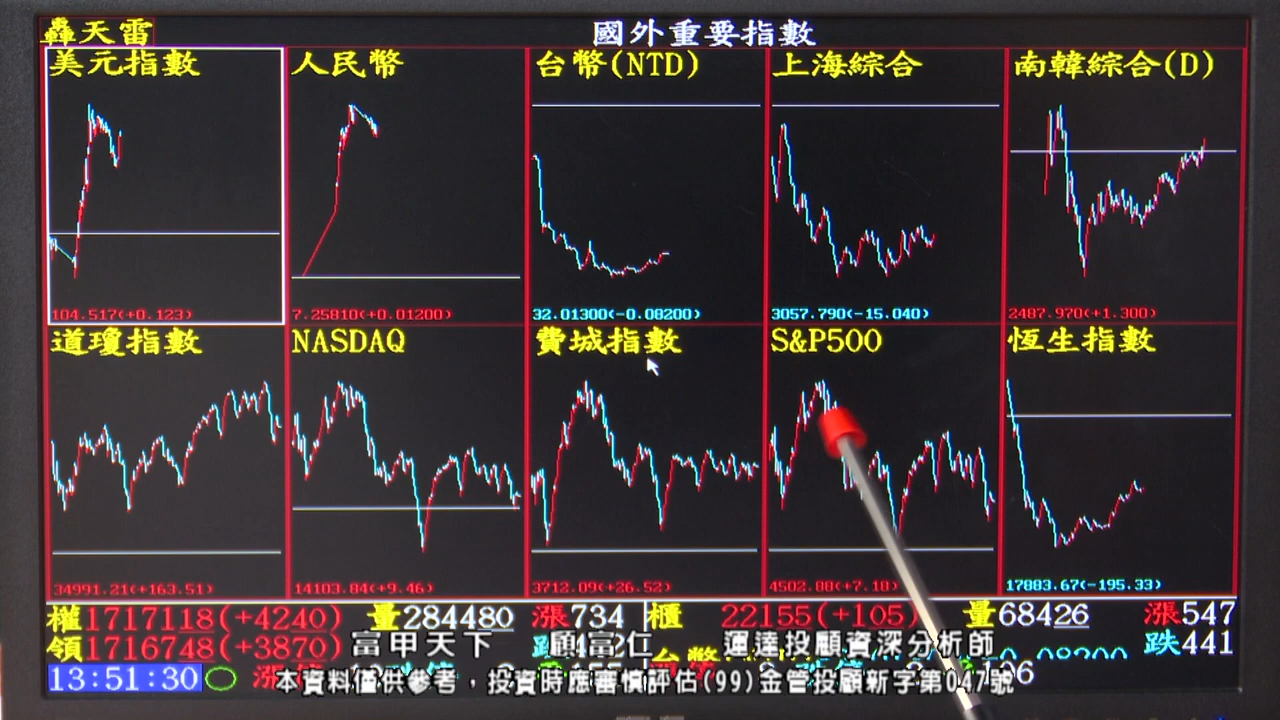 轟天雷
國外重要指數
美元指數
人民幣
台幣(NTD)
上海綜合
南韓綜合(D)
104.517(+0.123)
7.25810(+0.01200)
32.01300(-0.08200)
3057.790(-15.040)
2487.970(+1.300)
道瓊指數
NASDAQ
費城指數
S&P500
恆生指數
34991.21(+163.51)
14103.84(+9.46)
3712.09(+26.52)
4502.88(+7.18)
17883.67(-195.33)
權1717118(+4240) 量284480 漲734 櫃 22155(+105) 量68426 漲547
領1716748(+3870) 跌 跌441
富甲天下 顧富仁 運達投顧資深分析師
13:51:30
本資料僅供參考，投資時應審慎評估(99)金管投顧新字第047號